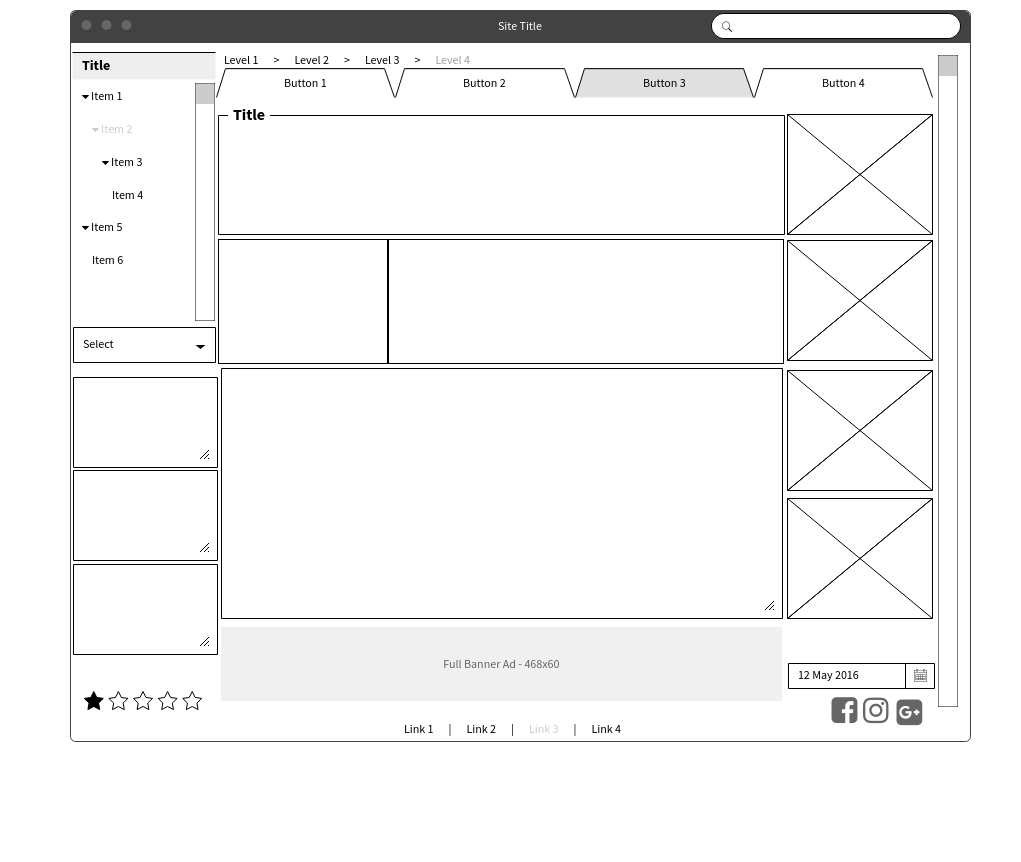 Site Title
Level 1 > Level 2 > Level 3 > Level 4
Title
Button 1 Button 2 Button 3 Button 4
Item 1
Item 2
Item 3
Item 4
Item 5
Item 6
Title
Select
Full Banner Ad - 468x60
12 May 2016
G+
Link 1 | Link 2 | Link 3 | Link 4